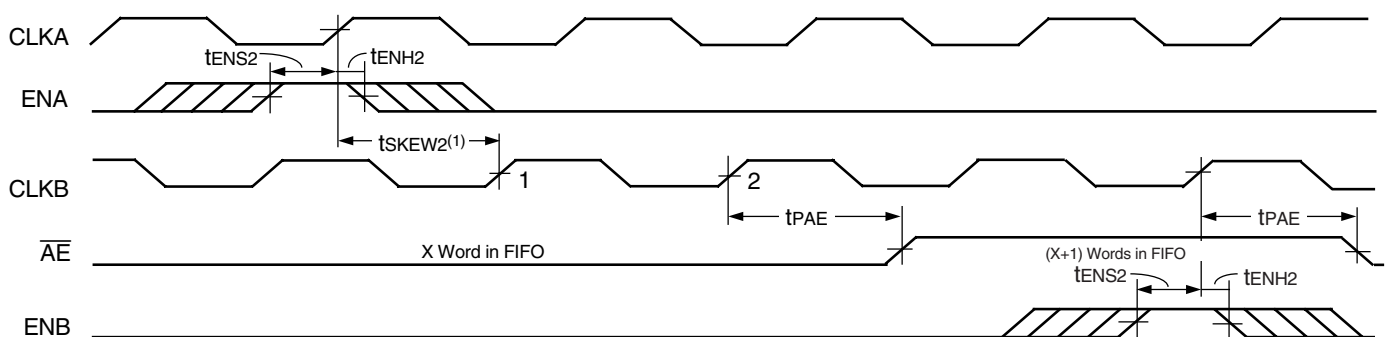 CLKA
tENS2 tENH2
ENA
tSKEW2(1)
CLKB 1 2
tPAE tPAE
AE X Word in FIFO (X+1) Words in FIFO
tENS2 tENH2
ENB